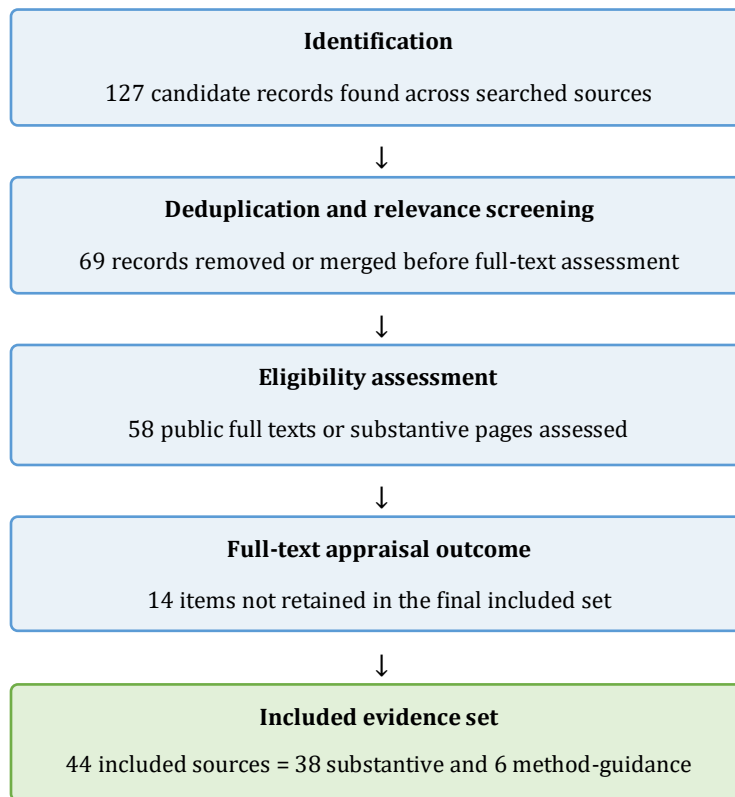 Identification
127 candidate records found across searched sources
↓
Deduplication and relevance screening
69 records removed or merged before full-text assessment
↓
Eligibility assessment
58 public full texts or substantive pages assessed
↓
Full-text appraisal outcome
14 items not retained in the final included set
↓
Included evidence set
44 included sources = 38 substantive and 6 method-guidance